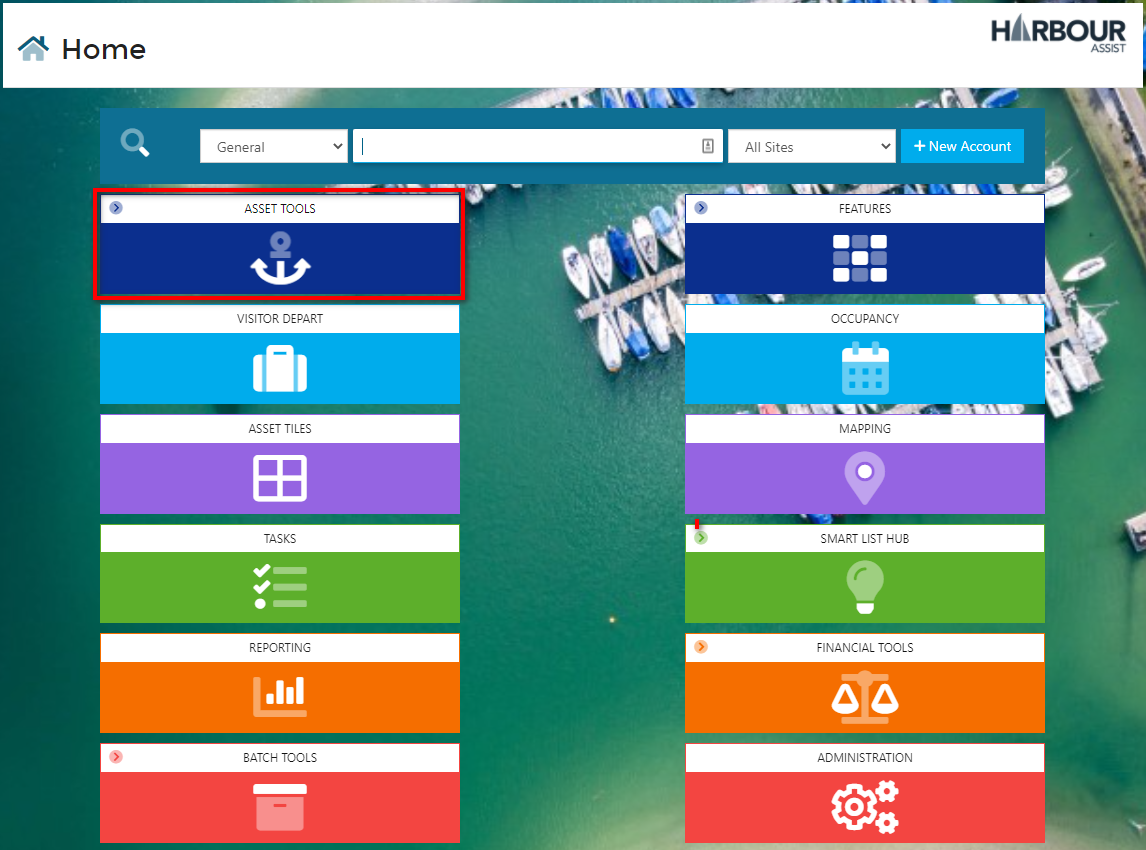 Home
HARBOUR
ASSIST
General
All Sites
+ New Account
ASSET TOOLS
FEATURES
VISITOR DEPART
OCCUPANCY
ASSET TILES
MAPPING
TASKS
SMART LIST HUB
REPORTING
FINANCIAL TOOLS
BATCH TOOLS
ADMINISTRATION